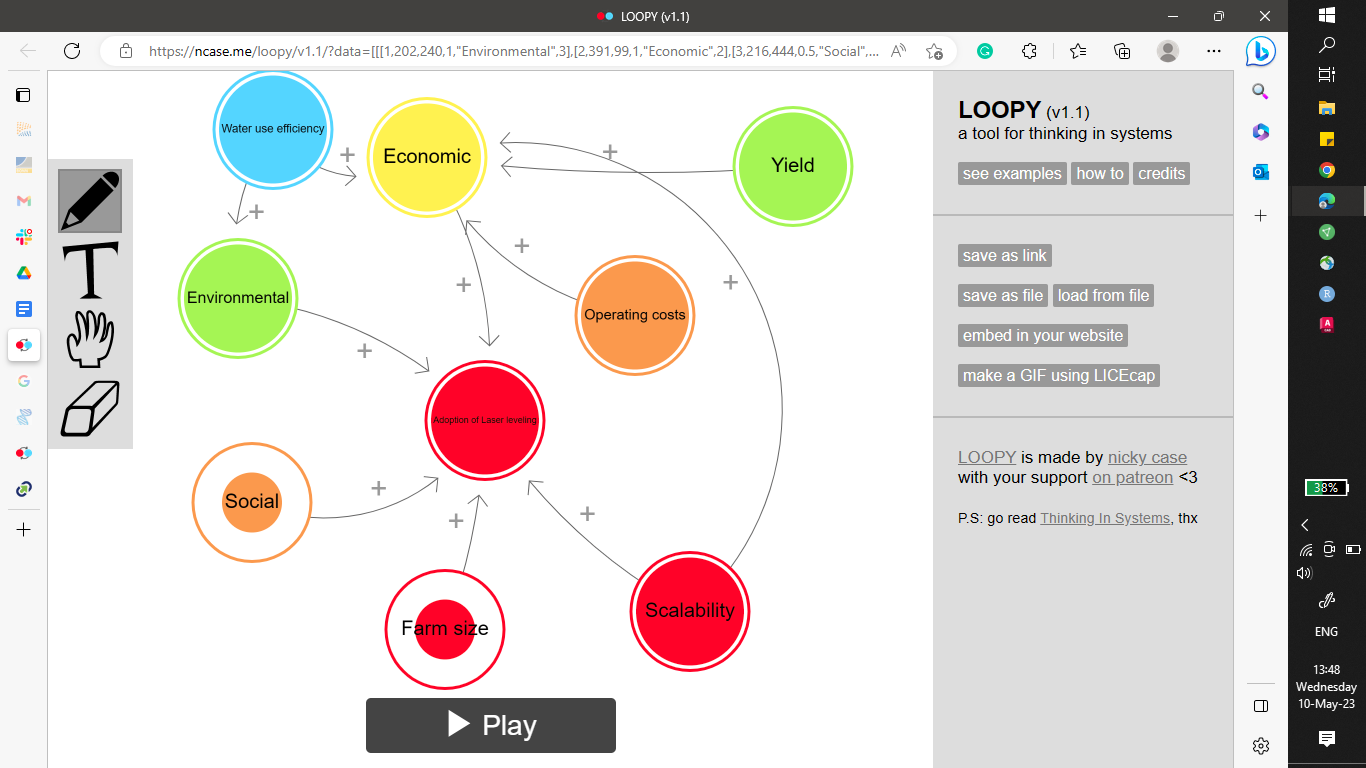 LOOPY (v1.1)
https://ncase.me/loopy/v1.1/?data=[[[1,202,240,1,"Environmental",3],[2,391,99,1,"Economic",2],[3,216,444,0.5,"Social",...
Water use efficiency
+
Economic
+
Yield
+
+
Environmental
+
+
Operating costs
+
+
Adoption of Laser leveling
Social
+
+
+
Farm size
Scalability
Play
LOOPY (v1.1)
a tool for thinking in systems
see examples how to credits
save as link
save as file load from file
embed in your website
make a GIF using LICEcap
LOOPY is made by nicky case
with your support on patreon <3
P.S: go read Thinking In Systems, thx
38%
ENG
13:48
Wednesday
10-May-23